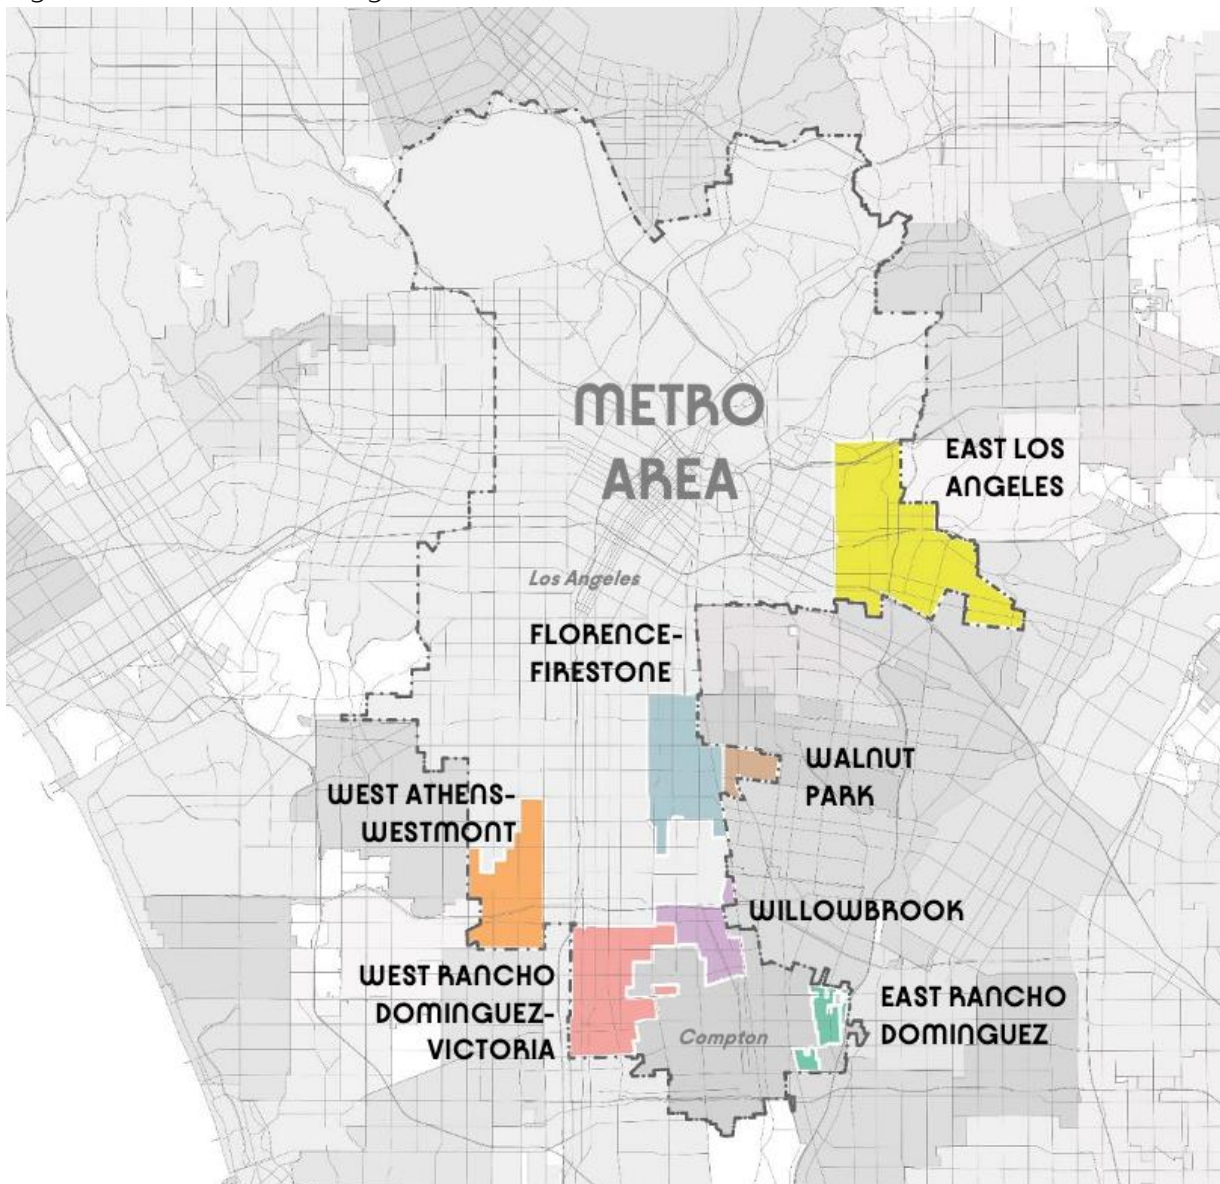 METRO
AREA
EAST LOS
ANGELES
Los Angeles
FLORENCE-
FIRESTONE
WALNUT
PARK
WEST ATHENS-
WESTMONT
WILLOWBROOK
WEST RANCHO
DOMINGUEZ-
VICTORIA
EAST RANCHO
DOMINGUEZ
Compton